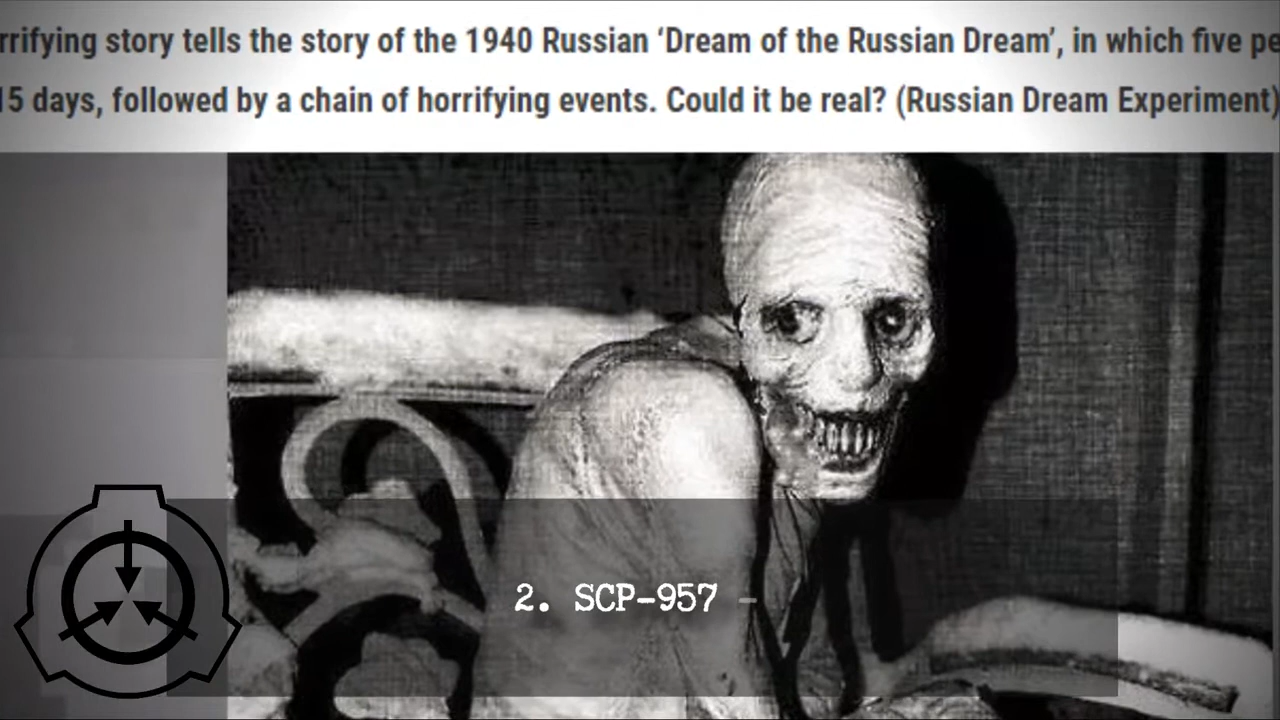 rrifying story tells the story of the 1940 Russian ‘Dream of the Russian Dream’, in which five pe
15 days, followed by a chain of horrifying events. Could it be real? (Russian Dream Experiment)
2. SCP-957 –